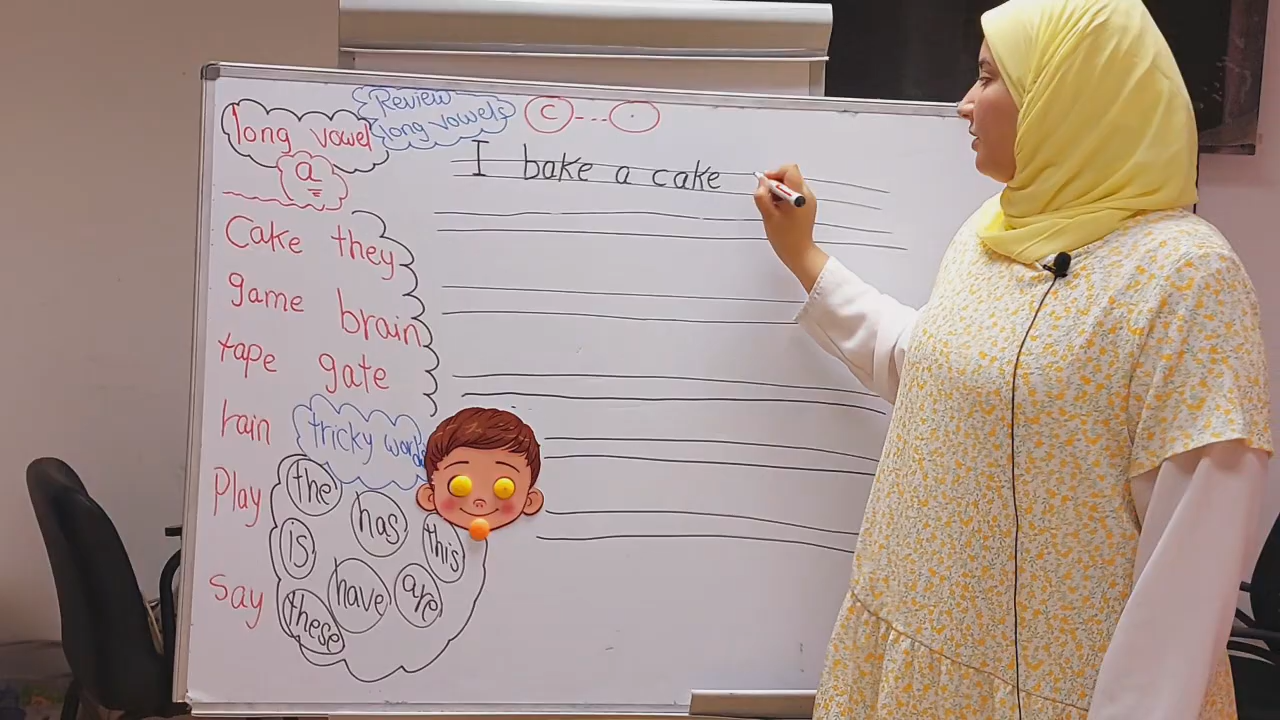 Review
long vowels
long vowel
a
C --- .
I bake a cake
Cake they
game brain
tape gate
rain
tricky words
Play
the
has
is
this
have
are
these
Say